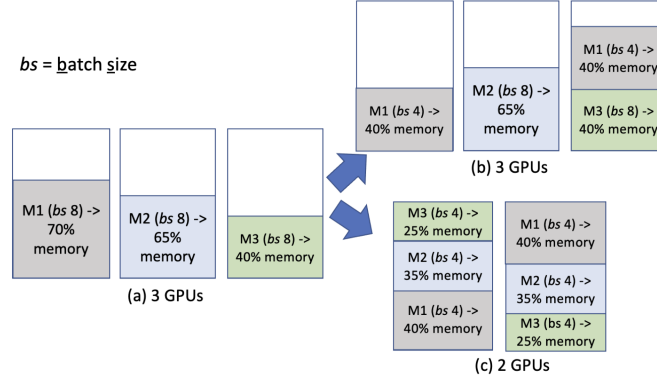 bs = batch size
M1 (bs 8) ->
70%
memory
M2 (bs 8) ->
65%
memory
M3 (bs 8) ->
40% memory
(a) 3 GPUs
M1 (bs 4) ->
40% memory
M2 (bs 8) ->
65%
memory
M1 (bs 4) ->
40% memory
M3 (bs 8) ->
40% memory
(b) 3 GPUs
M3 (bs 4) ->
25% memory
M2 (bs 4) ->
35% memory
M1 (bs 4) ->
40% memory
M1 (bs 4) ->
40% memory
M2 (bs 4) ->
35% memory
M3 (bs 4) ->
25% memory
(c) 2 GPUs